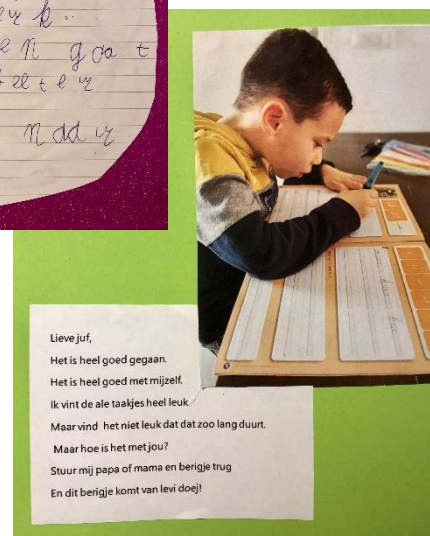 n g aa t
Lieve juf,
Het is heel goed gegaan.
Het is heel goed met mijzelf.
Ik vint de ale taakjes heel leuk
Maar vind het niet leuk dat dat zoo lang duurt.
Maar hoe is het met jou?
Stuur mij papa of mama en berigje trug
En dit berigje komt van levi doej!